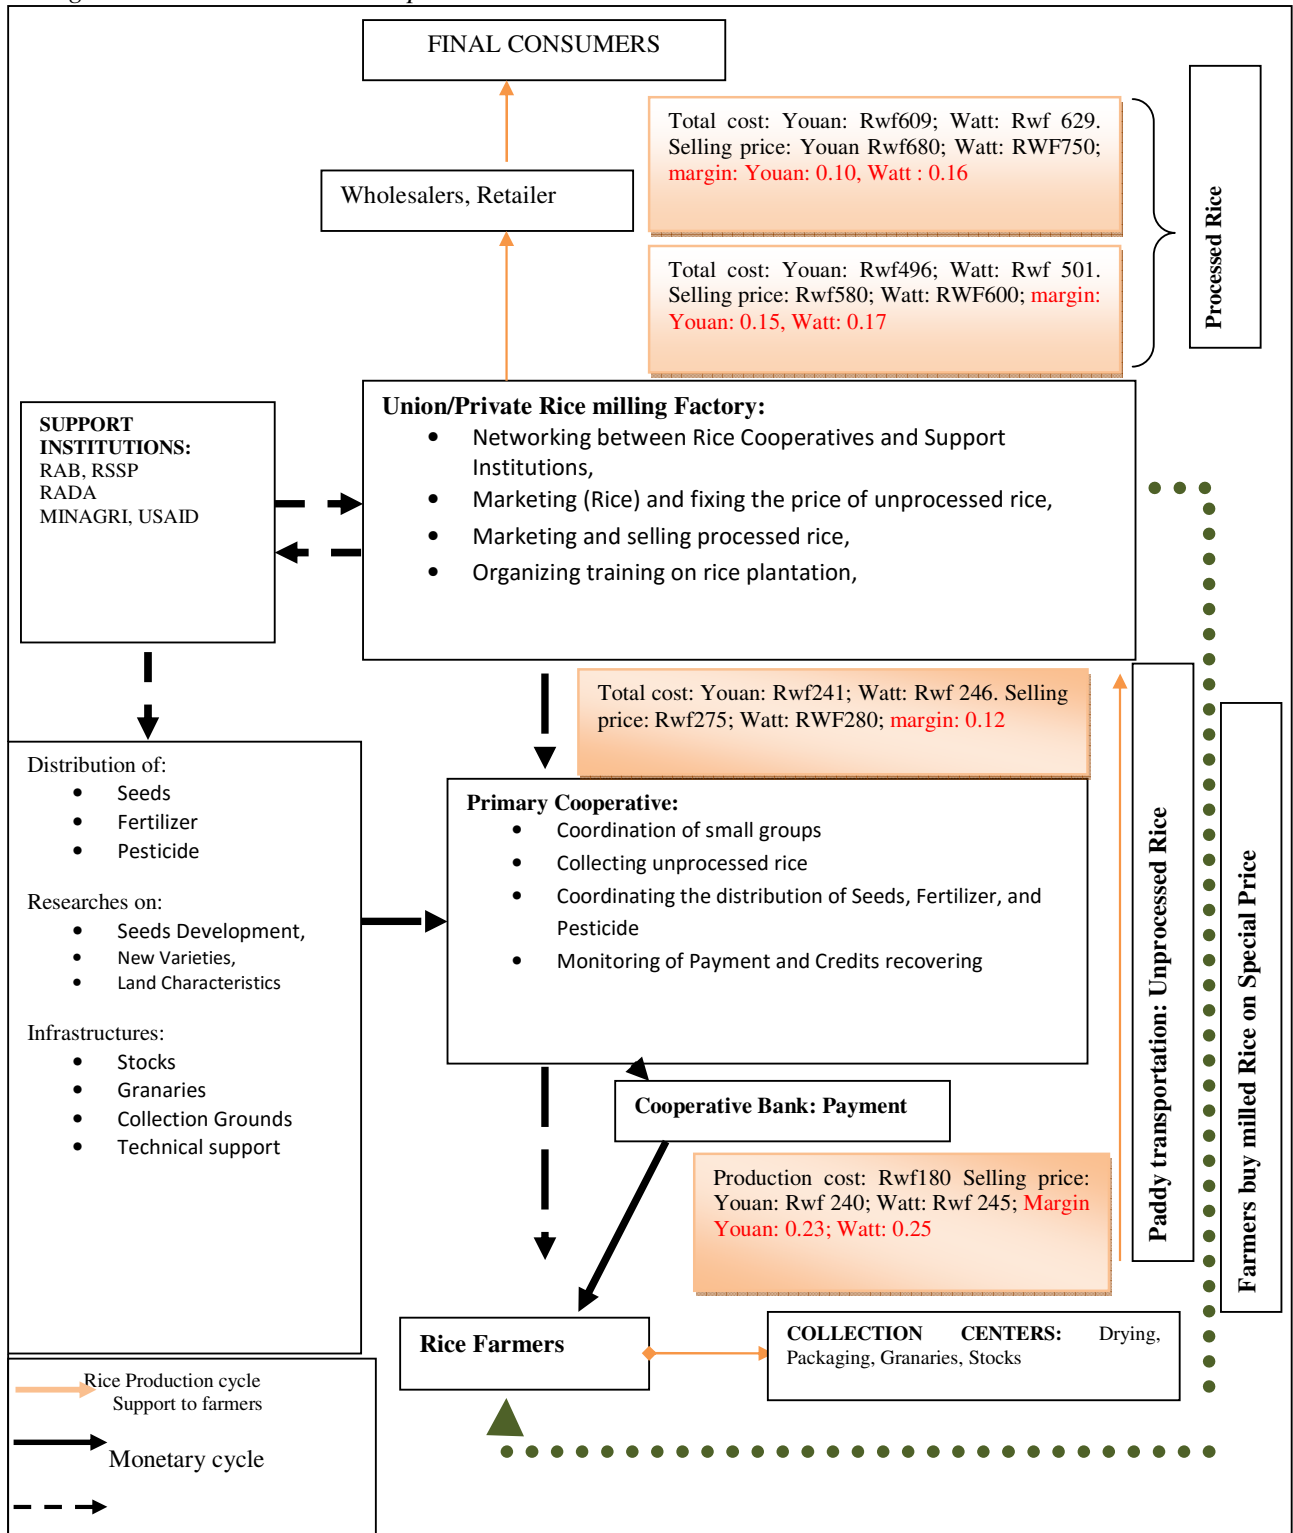 FINAL CONSUMERS
Total cost: Youan: Rwf609; Watt: Rwf 629.
Selling price: Youan Rwf680; Watt: RWF750;
margin: Youan: 0.10, Watt : 0.16
Wholesalers, Retailer
Total cost: Youan: Rwf496; Watt: Rwf 501.
Selling price: Rwf580; Watt: RWF600; margin:
Youan: 0.15, Watt: 0.17
Processed Rice
Union/Private Rice milling Factory:
• Networking between Rice Cooperatives and Support
Institutions,
• Marketing (Rice) and fixing the price of unprocessed rice,
• Marketing and selling processed rice,
• Organizing training on rice plantation,
SUPPORT
INSTITUTIONS:
RAB, RSSP
RADA
MINAGRI, USAID
Total cost: Youan: Rwf241; Watt: Rwf 246. Selling
price: Rwf275; Watt: RWF280; margin: 0.12
Distribution of:
• Seeds
• Fertilizer
• Pesticide
Researches on:
• Seeds Development,
• New Varieties,
• Land Characteristics
Infrastructures:
• Stocks
• Granaries
• Collection Grounds
• Technical support
Primary Cooperative:
• Coordination of small groups
• Collecting unprocessed rice
• Coordinating the distribution of Seeds, Fertilizer, and
Pesticide
• Monitoring of Payment and Credits recovering
Paddy transportation: Unprocessed Rice
Farmers buy milled Rice on Special Price
Cooperative Bank: Payment
Production cost: Rwf180 Selling price:
Youan: Rwf 240; Watt: Rwf 245; Margin
Youan: 0.23; Watt: 0.25
Rice Farmers
COLLECTION CENTERS: Drying,
Packaging, Granaries, Stocks
Rice Production cycle
Support to farmers
Monetary cycle